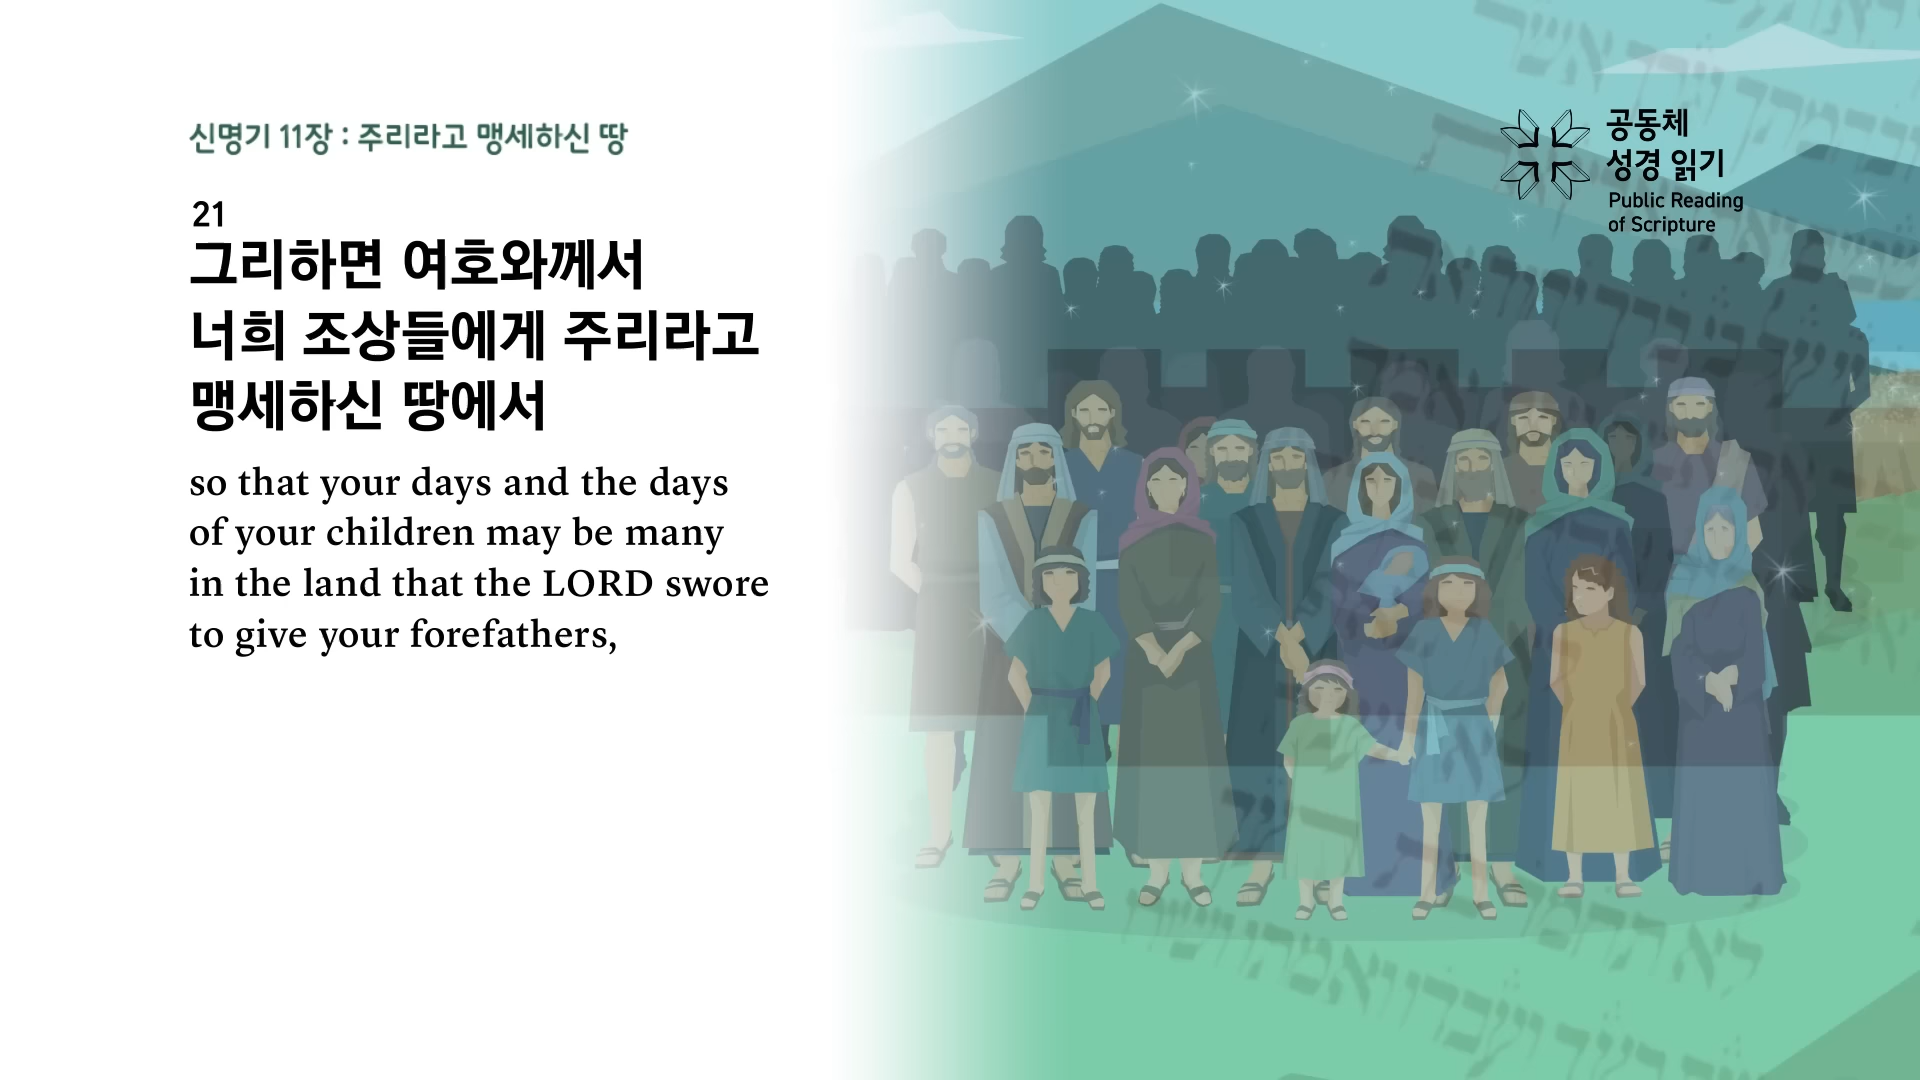 신명기 11장 : 주리라고 맹세하신 땅
21
그리하면 여호와께서
너희 조상들에게 주리라고
맹세하신 땅에서
so that your days and the days
of your children may be many
in the land that the LORD swore
to give your forefathers,
공동체
성경 읽기
Public Reading
of Scripture